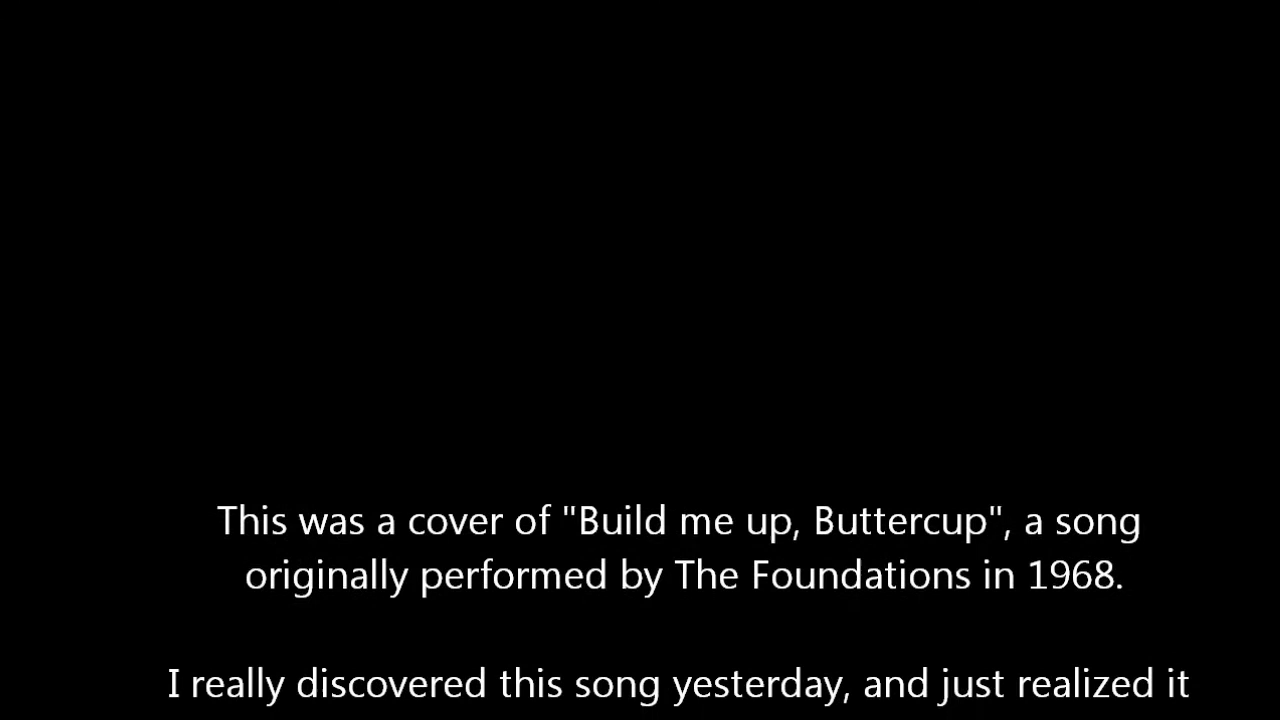 This was a cover of "Build me up, Buttercup", a song
originally performed by The Foundations in 1968.
I really discovered this song yesterday, and just realized it